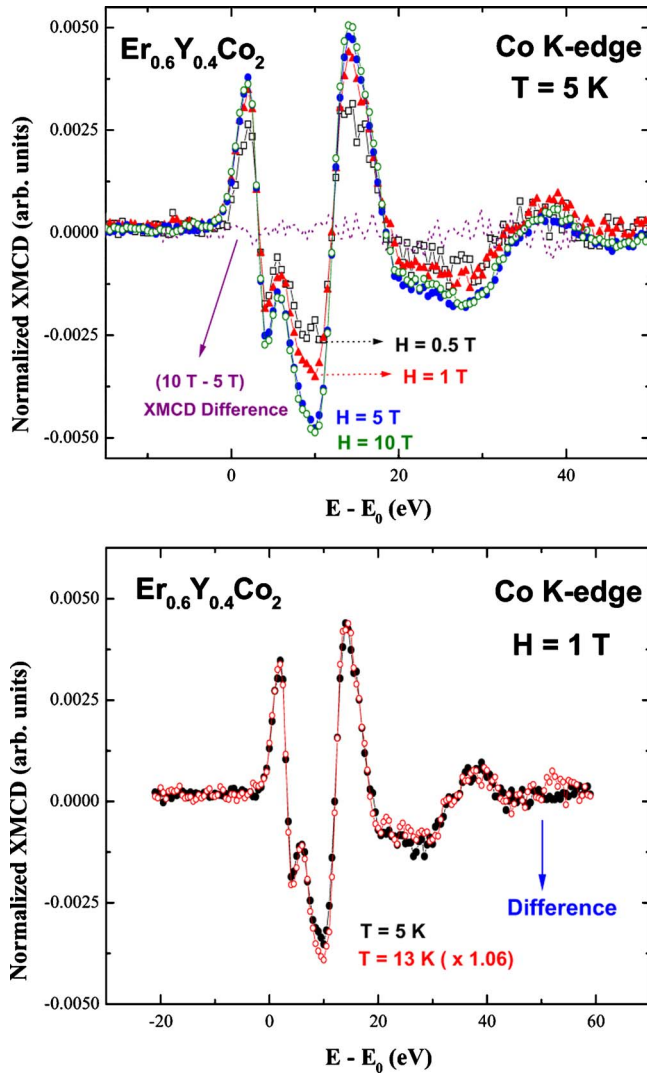 Er0.6Y0.4Co2
Co K-edge
T = 5 K
Normalized XMCD (arb. units)
0.0050
0.0025
0.0000
-0.0025
-0.0050
H = 0.5 T
H = 1 T
(10 T - 5 T)
XMCD Difference
H = 5 T
H = 10 T
0 20 40
E - E0 (eV)
Er0.6Y0.4Co2
Co K-edge
H = 1 T
Normalized XMCD (arb. units)
0.0050
0.0025
0.0000
-0.0025
-0.0050
Difference
T = 5 K
T = 13 K ( x 1.06)
-20 0 20 40 60
E - E0 (eV)